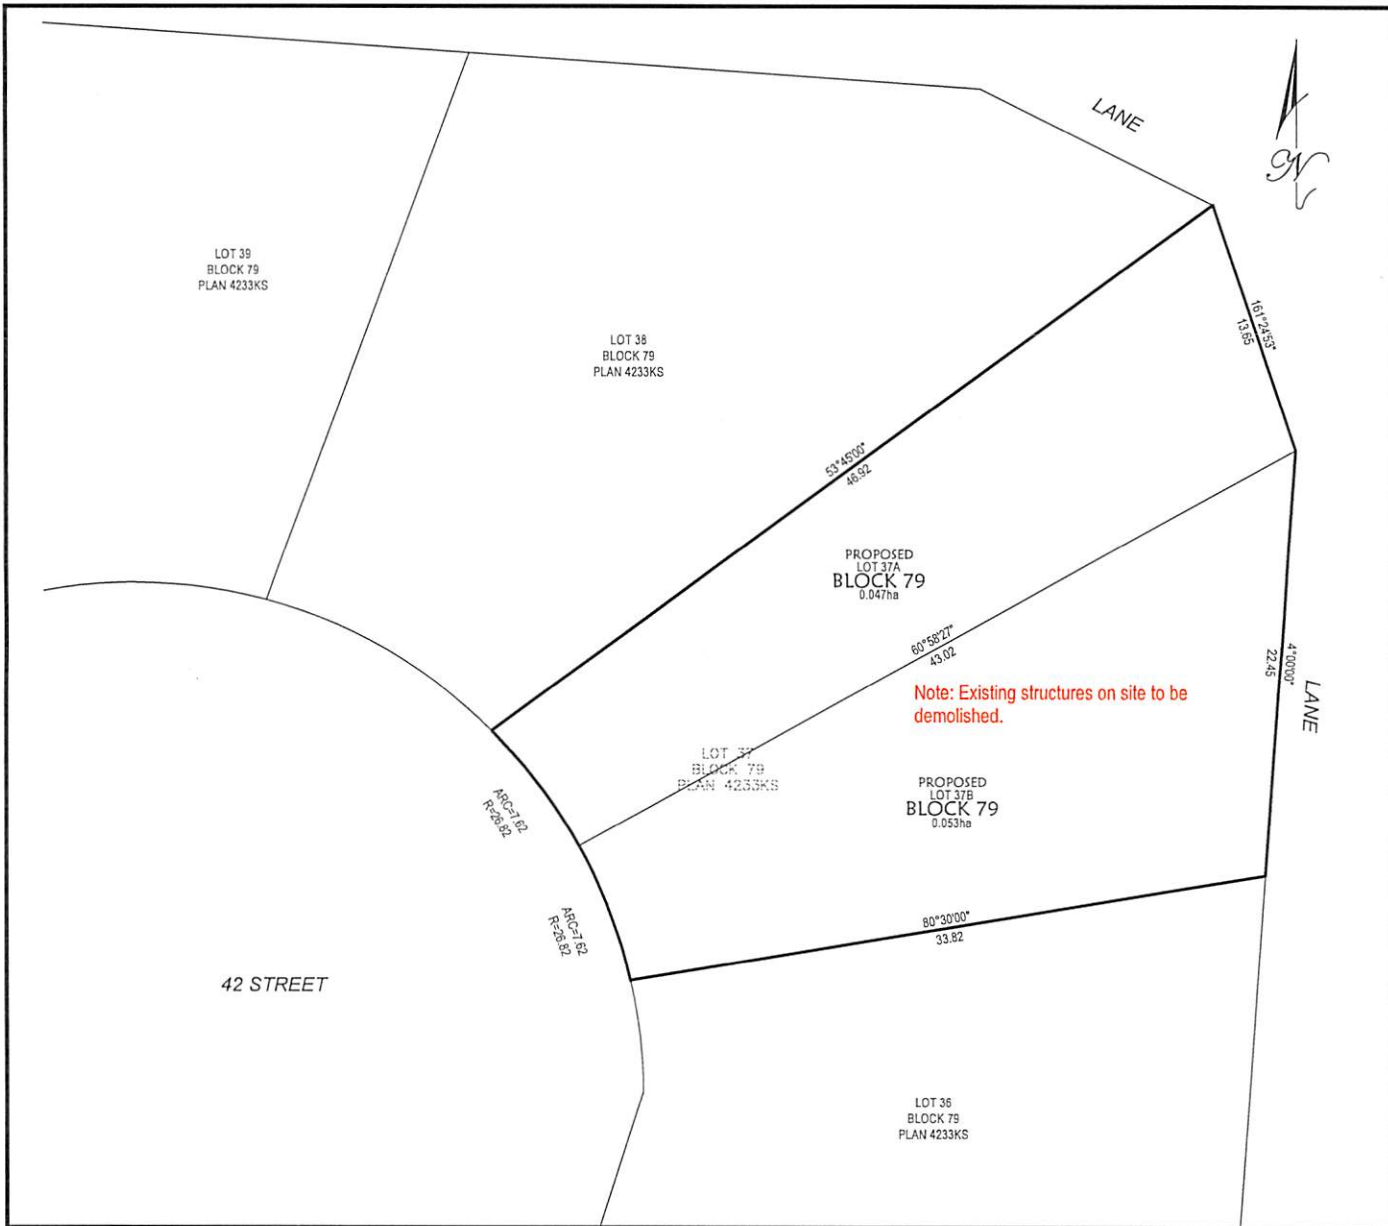 LANE
N
LOT 39
BLOCK 79
PLAN 4233KS
LOT 38
BLOCK 79
PLAN 4233KS
161°24'53"
13.65
53°45'00"
46.92
PROPOSED
LOT 37A
BLOCK 79
0.047ha
60°58'27"
43.02
4°00'00"
22.45
LANE
Note: Existing structures on site to be
demolished.
LOT 37
BLOCK 79
PLAN 4233KS
PROPOSED
LOT 37B
BLOCK 79
0.053ha
ARC=7.62
R=26.82
ARC=7.62
R=26.82
80°30'00"
33.82
42 STREET
LOT 36
BLOCK 79
PLAN 4233KS